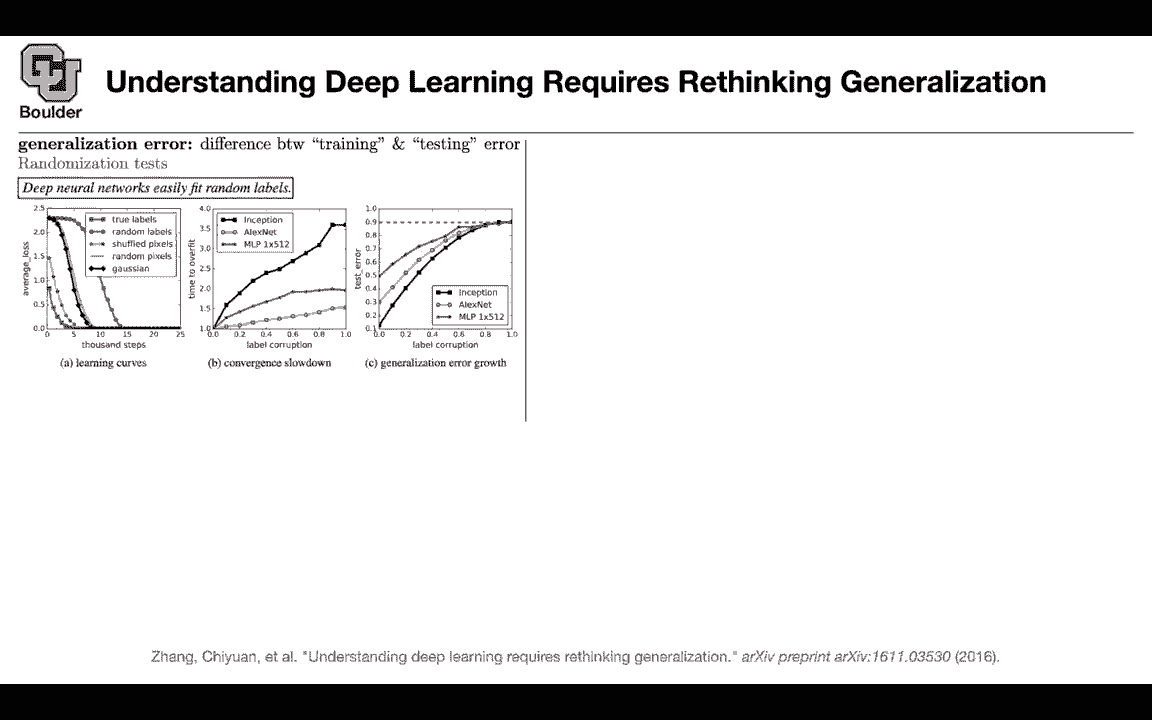 Boulder
Understanding Deep Learning Requires Rethinking Generalization
generalization error: difference btw “training” & “testing” error
Randomization tests
Deep neural networks easily fit random labels.
average_loss
2.5
2.0
1.5
1.0
0.5
0.0
0 5 10 15 20 25
thousand steps
true labels
random labels
shuffled pixels
random pixels
gaussian
(a) learning curves
time to overfit
4.0
3.5
3.0
2.5
2.0
1.5
1.0
0.0 0.2 0.4 0.6 0.8 1.0
label corruption
Inception
AlexNet
MLP 1x512
(b) convergence slowdown
test_error
1.0
0.9
0.8
0.7
0.6
0.5
0.4
0.3
0.2
0.1
0.0 0.2 0.4 0.6 0.8 1.0
label corruption
Inception
AlexNet
MLP 1x512
(c) generalization error growth
Zhang, Chiyuan, et al. "Understanding deep learning requires rethinking generalization." arXiv preprint arXiv:1611.03530 (2016).